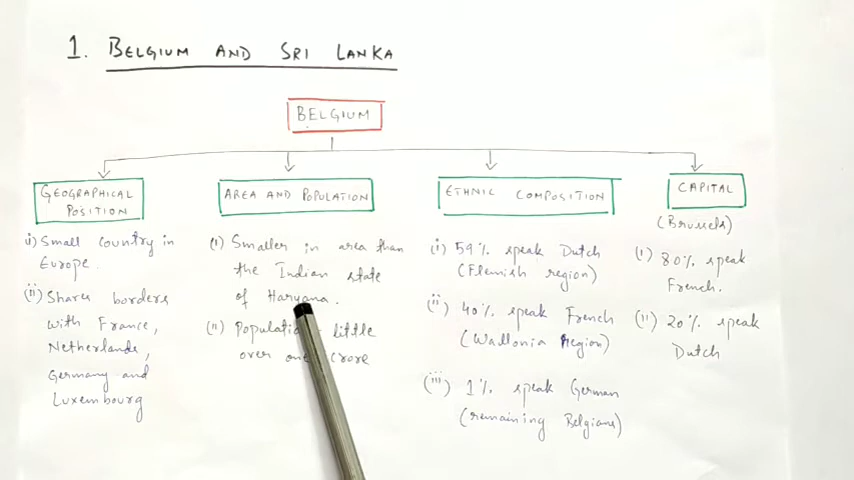 1. BELGIUM AND SRI LANKA
BELGIUM
GEOGRAPHICAL
POSITION
(i) Small country in
Europe.
(ii) Shares borders
with France,
Netherlands,
Germany and
Luxembourg
AREA AND POPULATION
(i) Smaller in area than
the Indian state
of Haryana.
(ii) little
over one crore
ETHNIC COMPOSITION
(i) 59% speak Dutch
(Flemish region)
(ii) 40% speak French
(Wallonia Region)
(iii) 1% speak German
(remaining Belgians)
CAPITAL
(Brussels)
(i) 80% speak
French.
(ii) 20% speak
Dutch